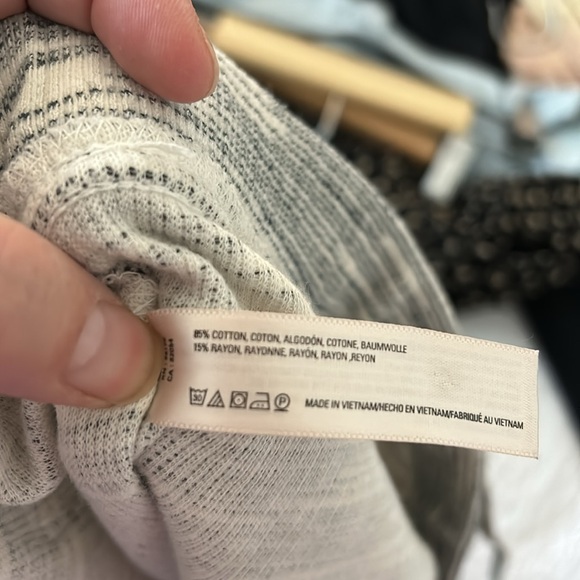 85% COTTON, COTON, ALGODÓN, COTONE, BAUMWOLLE
15% RAYON, RAYONNE, RAYÓN, RAYON ,REYON
30 P MADE IN VIETNAM/HECHO EN VIETNAM/FABRIQUÉ AU VIETNAM